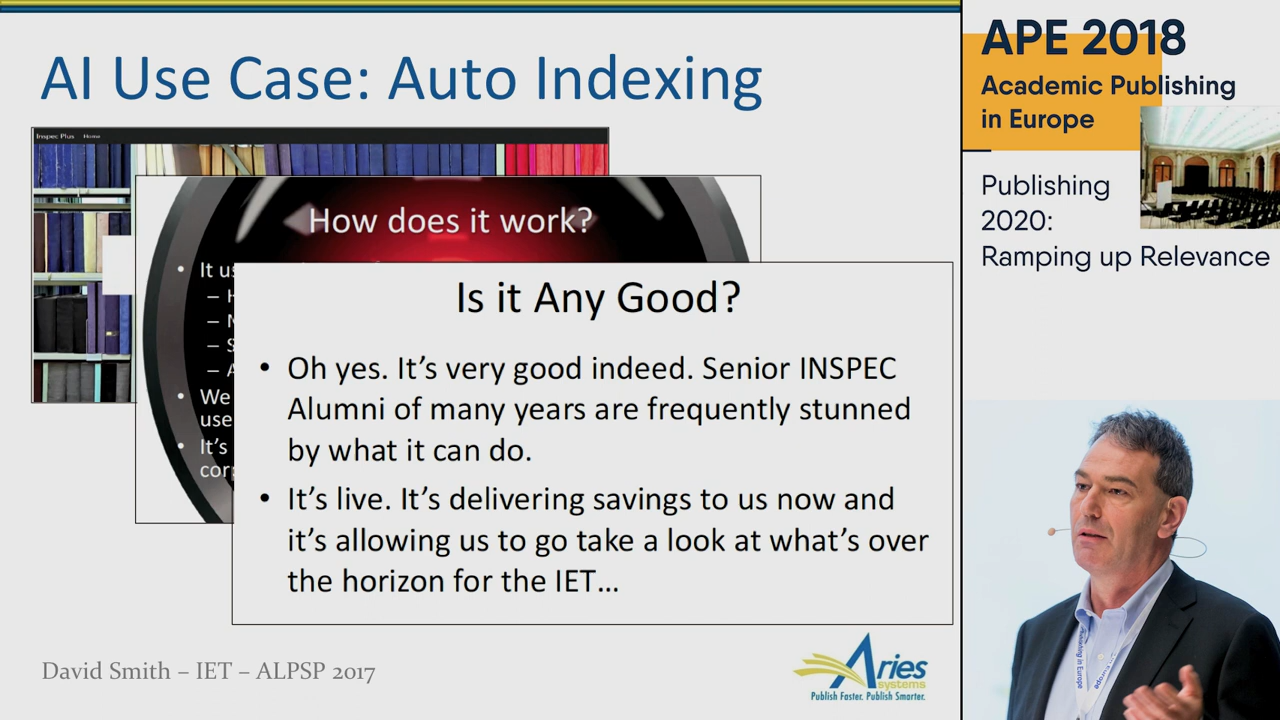 AI Use Case: Auto Indexing
Inspec Plus Home
How does it work?
• It us
– H
– N
– S
– A
• We
use
• It's
corp
Is it Any Good?
• Oh yes. It's very good indeed. Senior INSPEC
Alumni of many years are frequently stunned
by what it can do.
• It's live. It's delivering savings to us now and
it's allowing us to go take a look at what's over
the horizon for the IET…
David Smith – IET – ALPSP 2017
Aries
systems
Publish Faster. Publish Smarter.
APE 2018
Academic Publishing
in Europe
Publishing
2020:
Ramping up Relevance
Publishing in Europe
Europe